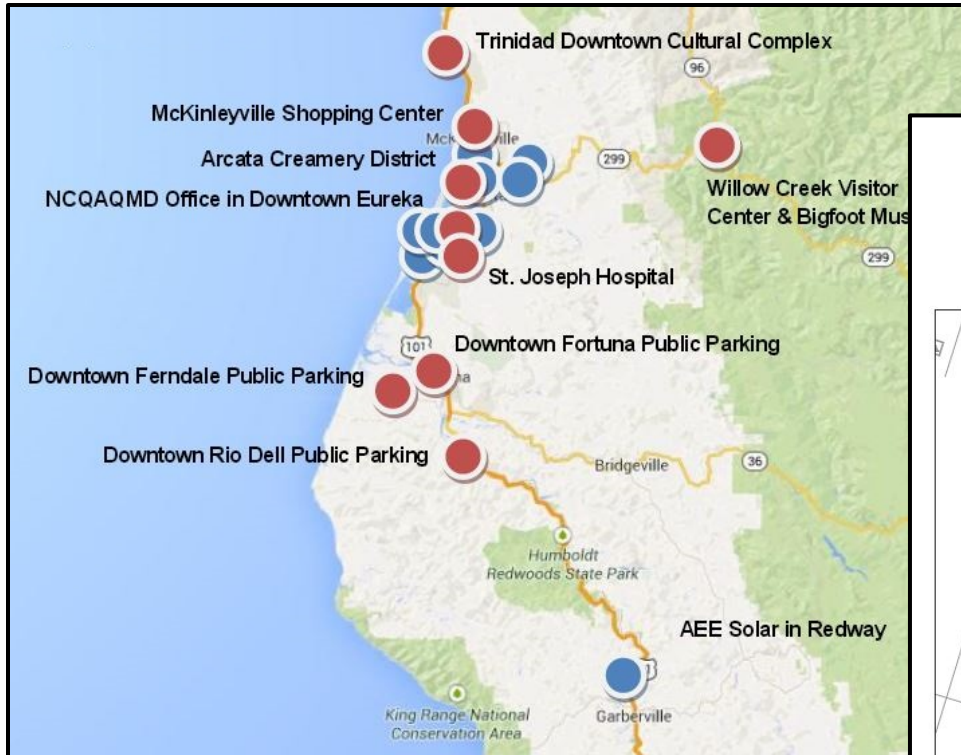 Trinidad Downtown Cultural Complex
96
McKinleyville Shopping Center
Arcata Creamery District
299
NCQAQMD Office in Downtown Eureka
Willow Creek Visitor
Center & Bigfoot Mus
299
St. Joseph Hospital
101
Downtown Fortuna Public Parking
Downtown Ferndale Public Parking
Downtown Rio Dell Public Parking
Bridgeville
36
Humboldt
Redwoods State Park
AEE Solar in Redway
King Range National
Conservation Area
Garberville